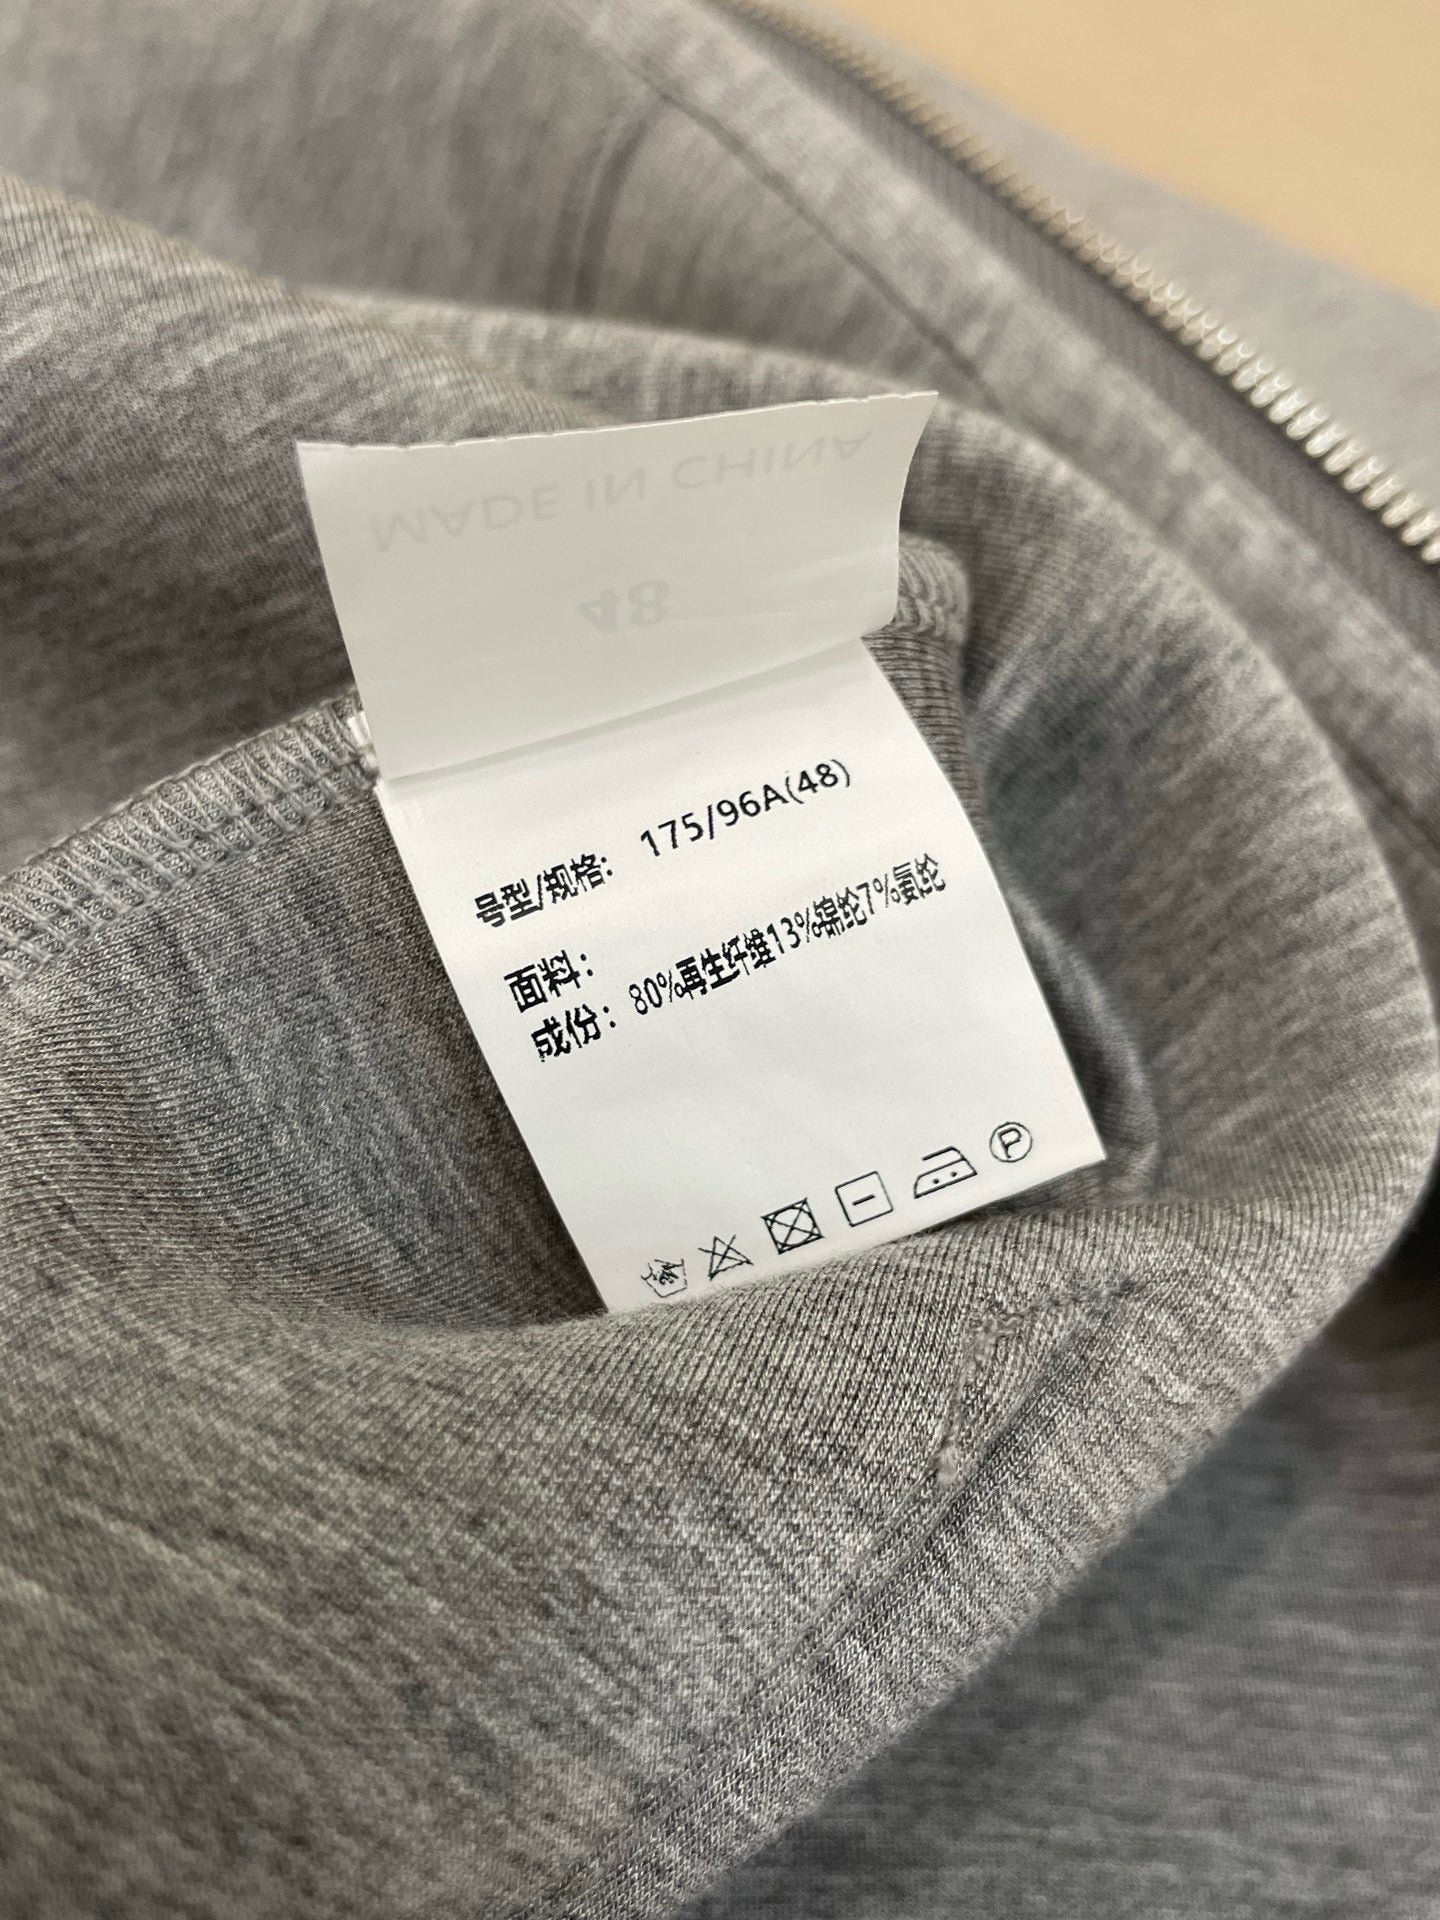 MADE IN CHINA
48
号型/规格: 175/96A(48)
面料:
成份: 80%再生纤维13%锦纶7%氨纶
P